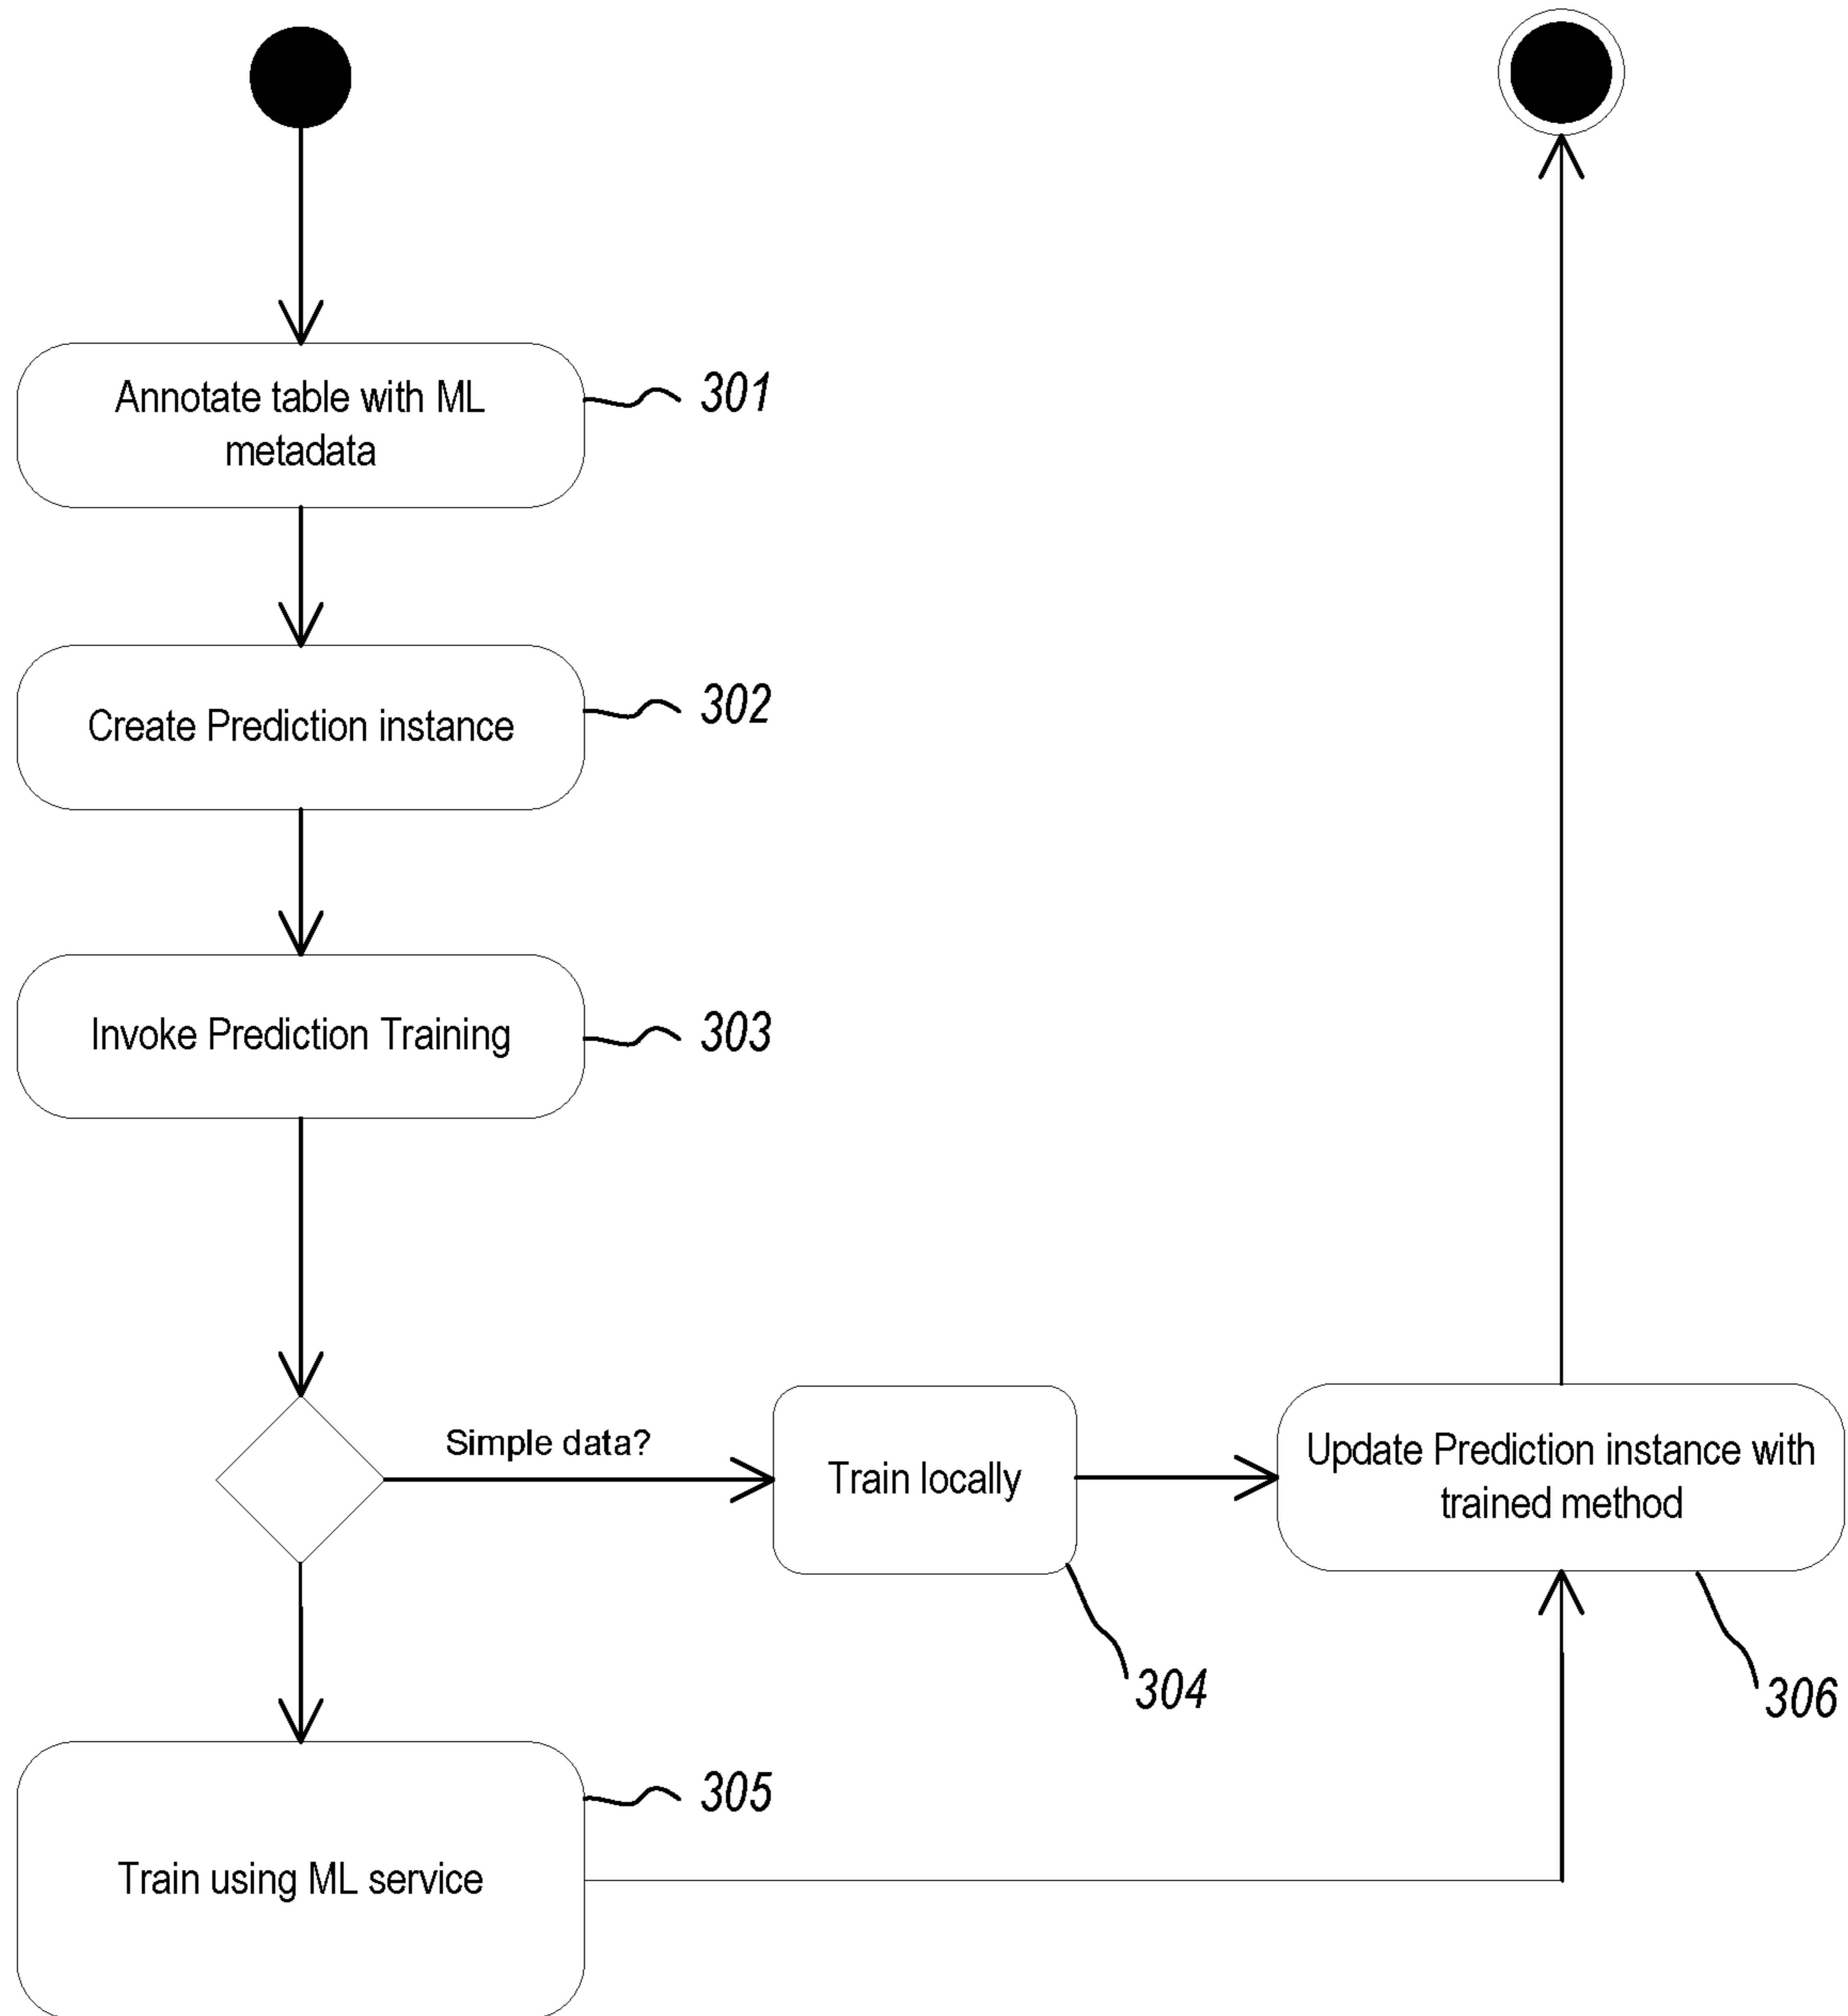 Annotate table with ML
metadata
301
Create Prediction instance
302
Invoke Prediction Training
303
Simple data?
Train locally
304
Update Prediction instance with
trained method
306
Train using ML service
305